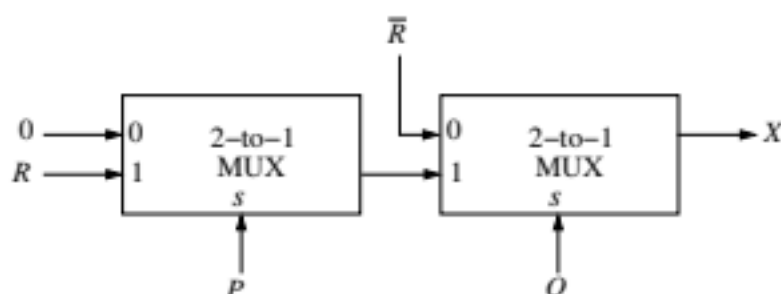 R̅
0 0 2-to-1 0 2-to-1 X
R 1 MUX 1 MUX
s s
P Q